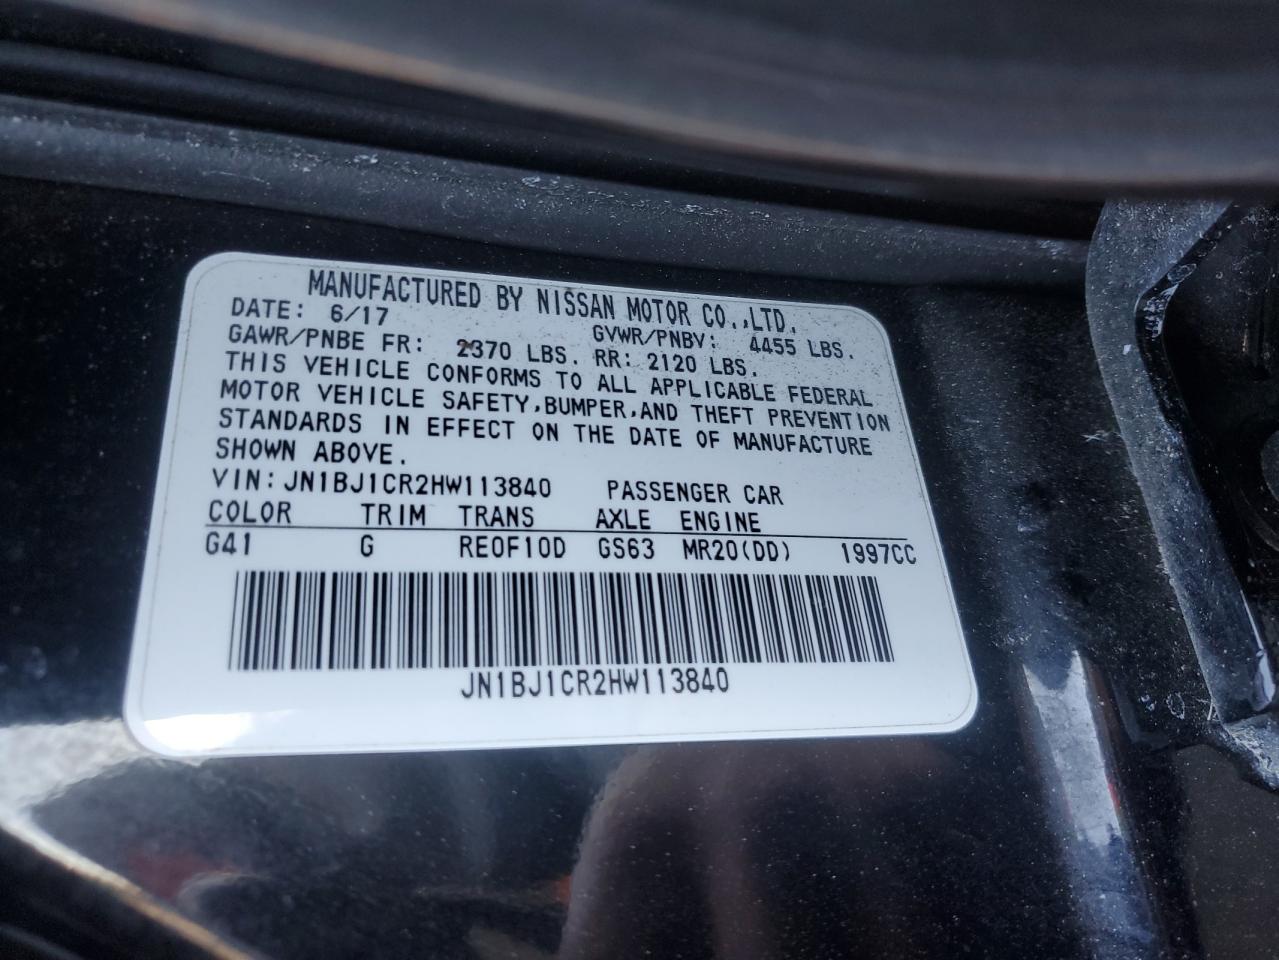 MANUFACTURED BY NISSAN MOTOR CO.,LTD.
DATE: 6/17 GVWR/PNBV: 4455 LBS.
GAWR/PNBE FR: 2370 LBS. RR: 2120 LBS.
THIS VEHICLE CONFORMS TO ALL APPLICABLE FEDERAL
MOTOR VEHICLE SAFETY,BUMPER,AND THEFT PREVENTION
STANDARDS IN EFFECT ON THE DATE OF MANUFACTURE
SHOWN ABOVE.
VIN: JN1BJ1CR2HW113840 PASSENGER CAR
COLOR TRIM TRANS AXLE ENGINE
G41 G RE0F10D GS63 MR20(DD) 1997CC
JN1BJ1CR2HW113840